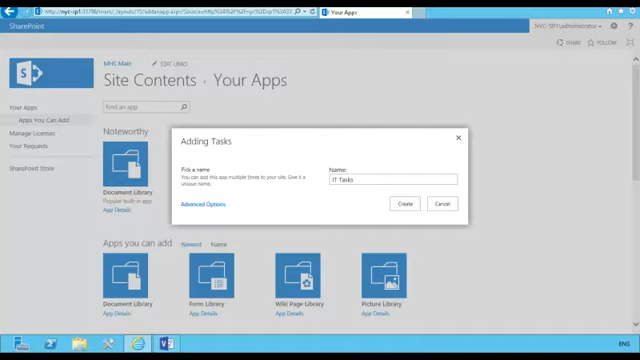 Your Apps
SharePoint
NYC-SP1\administrator
SHARE
FOLLOW
MHS Main
EDIT LINKS
Site Contents › Your Apps
Find an app
Your Apps
Apps You Can Add
Manage Licenses
Your Requests
SharePoint Store
Noteworthy
Document Library
Popular built-in app
App Details
Adding Tasks
Pick a name
You can add this app multiple times to your site. Give it a
unique name.
Name:
IT Tasks
Advanced Options
Create
Cancel
Apps you can add
Newest
Name
Document Library
App Details
Form Library
App Details
Wiki Page Library
App Details
Picture Library
App Details
ENG